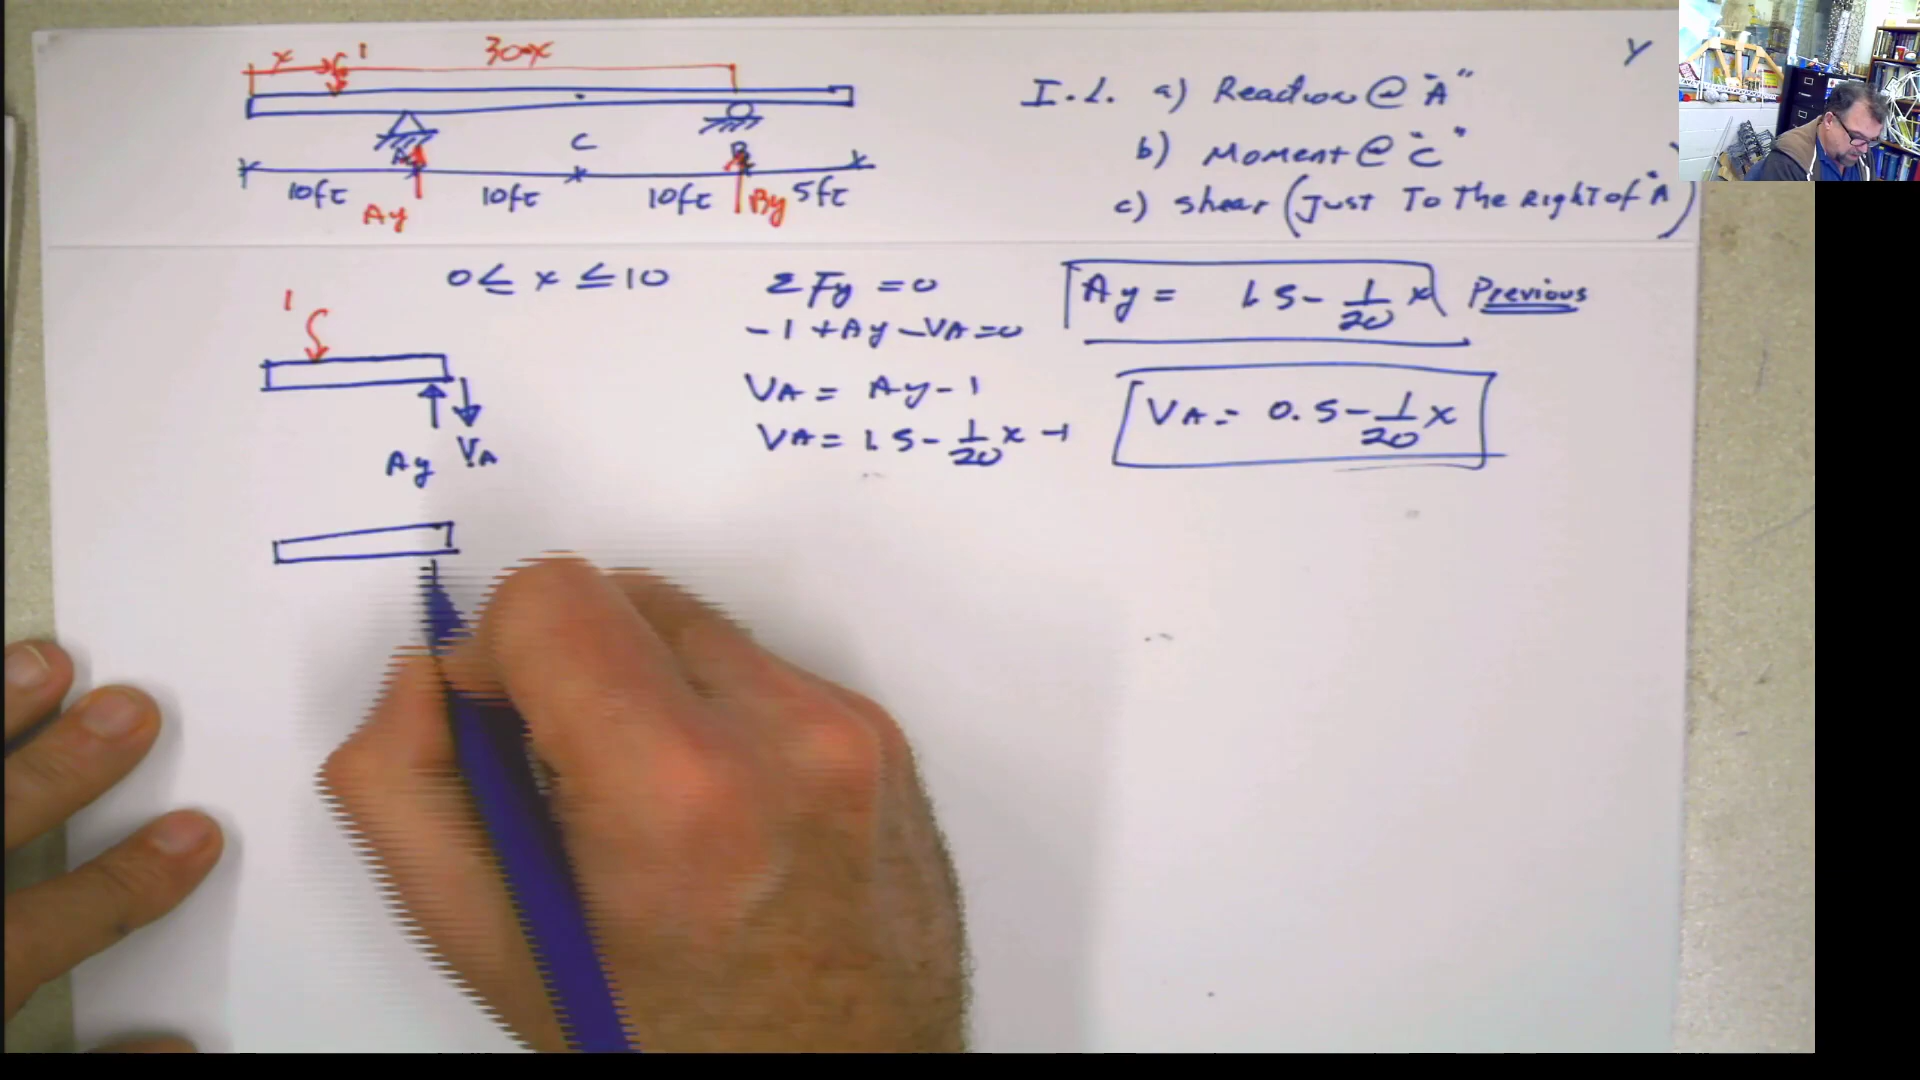 x 1 30-x
A C B
10ft 10ft 10ft 5ft
Ay By
I.L. a) Reaction @ "A"
b) Moment @ "C"
c) shear (Just To The Right of "A")
Y
0 ≤ x ≤ 10
1
Ay VA
ΣFy = 0
-1 + Ay - VA = 0
VA = Ay - 1
VA = 1.5 - 1/20 x - 1
Ay = 1.5 - 1/20 x Previous
VA = 0.5 - 1/20 x